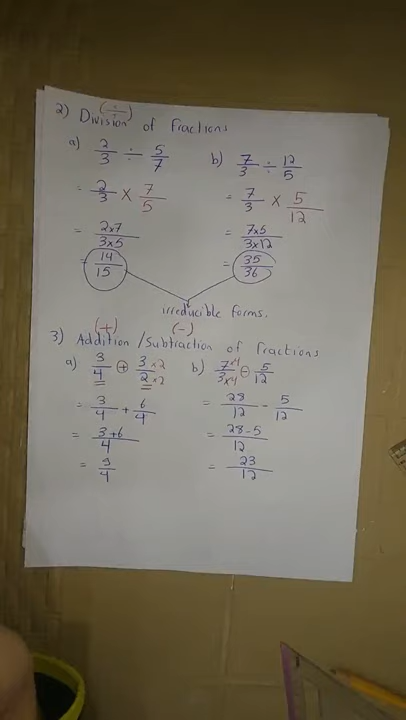 2) Division (÷) of Fractions
a) 2/3 ÷ 5/7
= 2/3 × 7/5
= 2×7/3×5
= 14/15
b) 7/3 ÷ 12/5
= 7/3 × 5/12
= 7×5/3×12
= 35/36
irreducible forms.
3) Addition (+) / Subtraction (-) of fractions
a) 3/4 + 3×2/2×2
= 3/4 + 6/4
= 3+6/4
= 9/4
b) 7×4/3×4 - 5/12
= 28/12 - 5/12
= 28-5/12
= 23/12